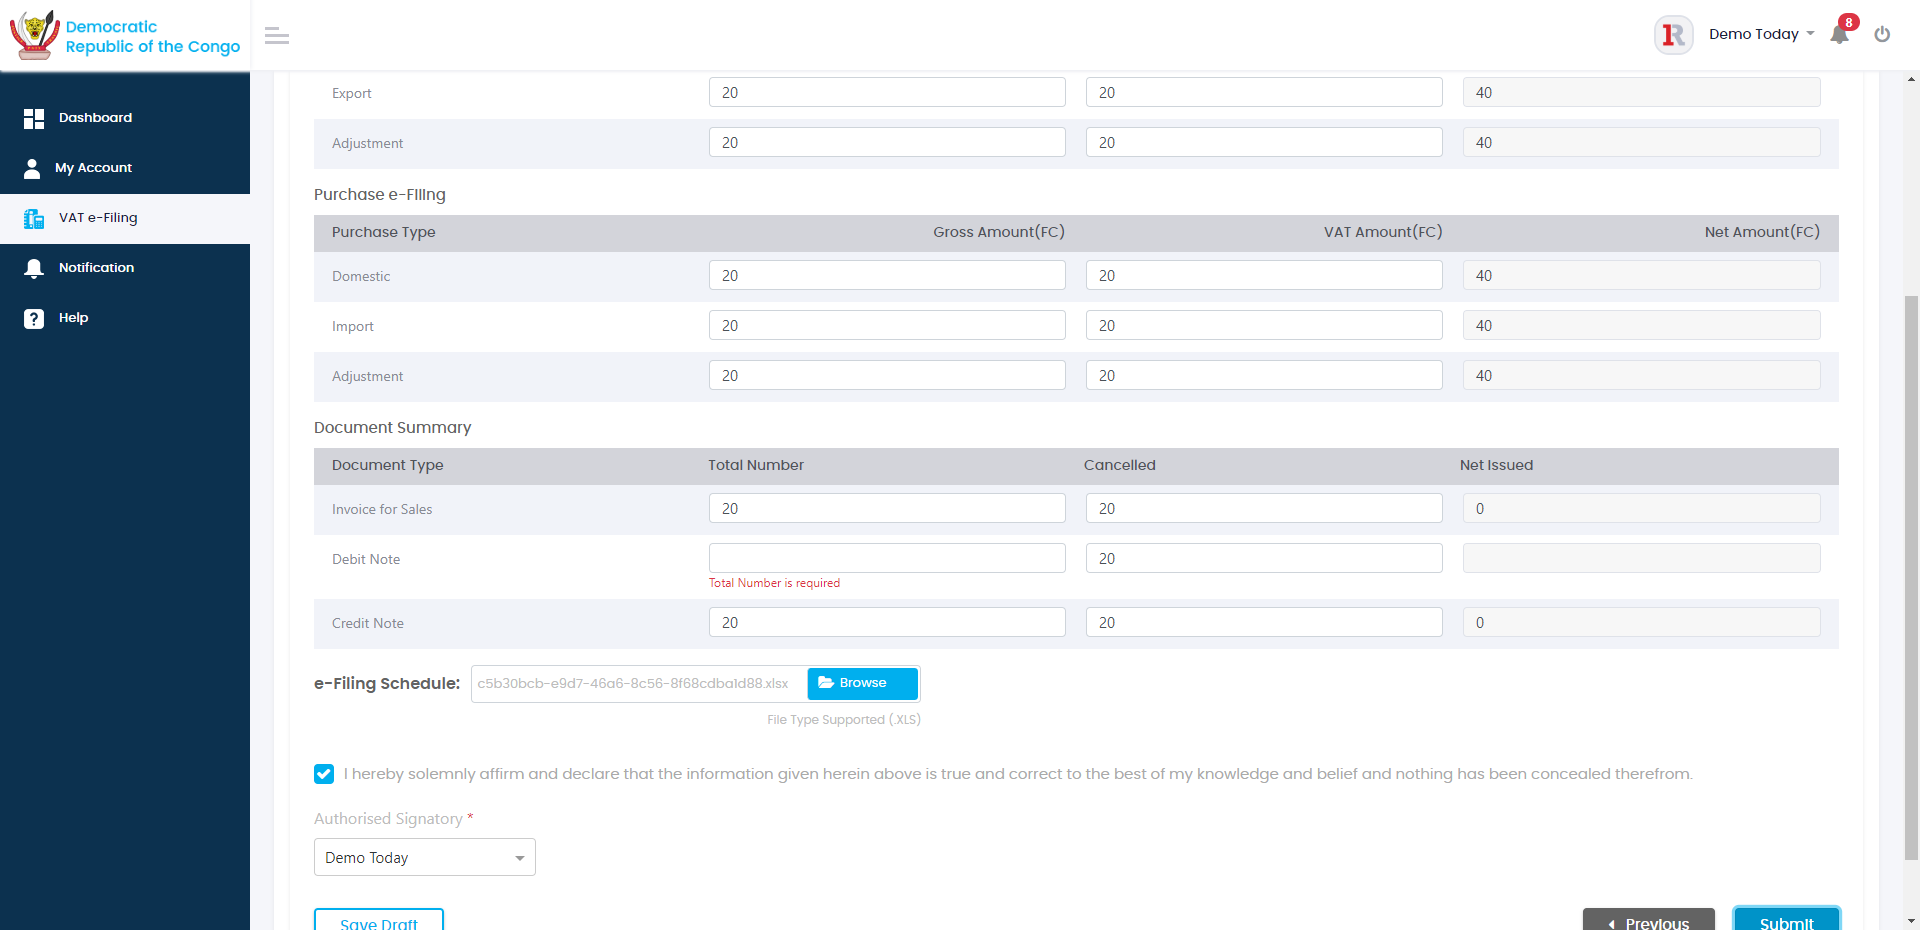 Democratic
Republic of the Congo
Demo Today
8
Dashboard
My Account
VAT e-Filing
Notification
Help
Export 20 20 40
Adjustment 20 20 40
Purchase e-Filing
Purchase Type Gross Amount(FC) VAT Amount(FC) Net Amount(FC)
Domestic 20 20 40
Import 20 20 40
Adjustment 20 20 40
Document Summary
Document Type Total Number Cancelled Net Issued
Invoice for Sales 20 20 0
Debit Note 20
Total Number is required
Credit Note 20 20 0
e-Filing Schedule: c5b30bcb-e9d7-46a6-8c56-8f68cdba1d88.xlsx Browse
File Type Supported (.XLS)
I hereby solemnly affirm and declare that the information given herein above is true and correct to the best of my knowledge and belief and nothing has been concealed therefrom.
Authorised Signatory *
Demo Today
Save Draft Previous Submit